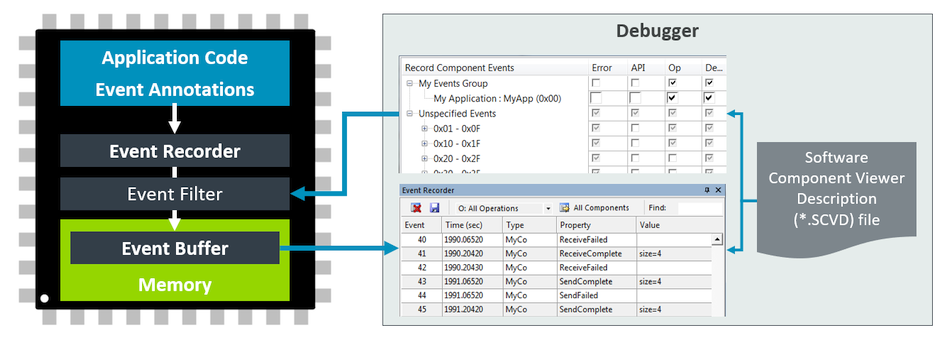 Application Code
Event Annotations
Event Recorder
Event Filter
Event Buffer
Memory
Debugger
Record Component Events Error API Op De...
My Events Group
My Application : MyApp (0x00)
Unspecified Events
0x01 - 0x0F
0x10 - 0x1F
0x20 - 0x2F
Event Recorder
O: All Operations All Components Find:
Event Time (sec) Type Property Value
40 1990.06520 MyCo ReceiveFailed
41 1990.20420 MyCo ReceiveComplete size=4
42 1990.20430 MyCo ReceiveFailed
43 1991.06520 MyCo SendComplete size=4
44 1991.06520 MyCo SendFailed
45 1991.20420 MyCo SendComplete size=4
Software
Component Viewer
Description
(*.SCVD) file